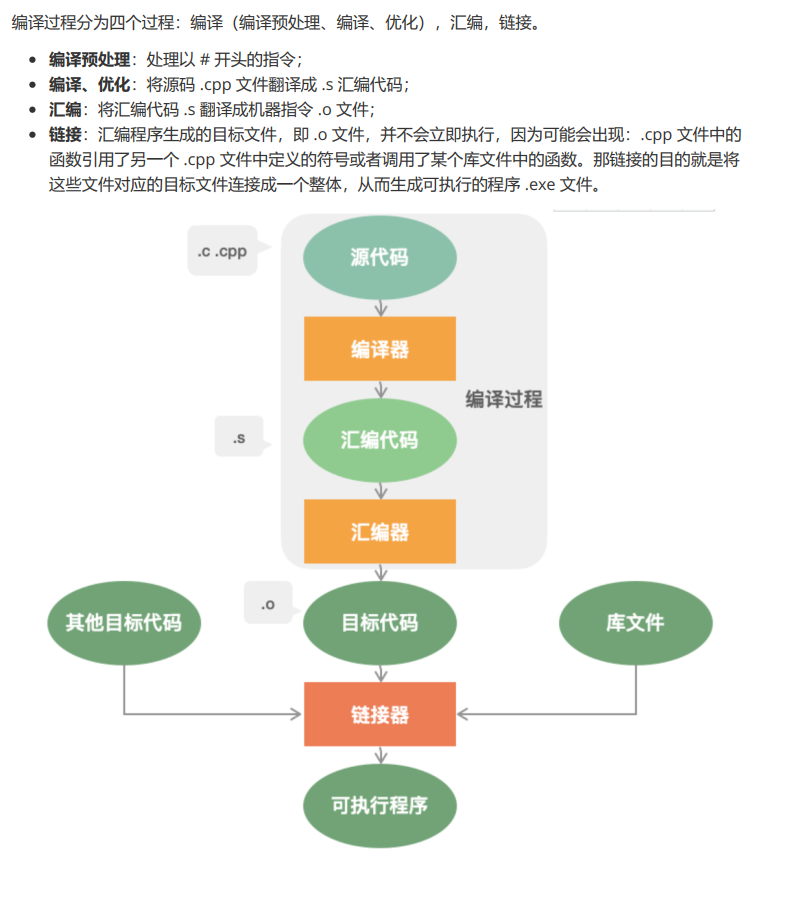 编译过程分为四个过程：编译（编译预处理、编译、优化），汇编，链接。
编译预处理：处理以 # 开头的指令；
编译、优化：将源码 .cpp 文件翻译成 .s 汇编代码；
汇编：将汇编代码 .s 翻译成机器指令 .o 文件；
链接：汇编程序生成的目标文件，即 .o 文件，并不会立即执行，因为可能会出现：.cpp 文件中的
函数引用了另一个 .cpp 文件中定义的符号或者调用了某个库文件中的函数。那链接的目的就是将
这些文件对应的目标文件连接成一个整体，从而生成可执行的程序 .exe 文件。
.c .cpp
源代码
编译器
编译过程
.s
汇编代码
汇编器
其他目标代码
.o
目标代码
库文件
链接器
可执行程序